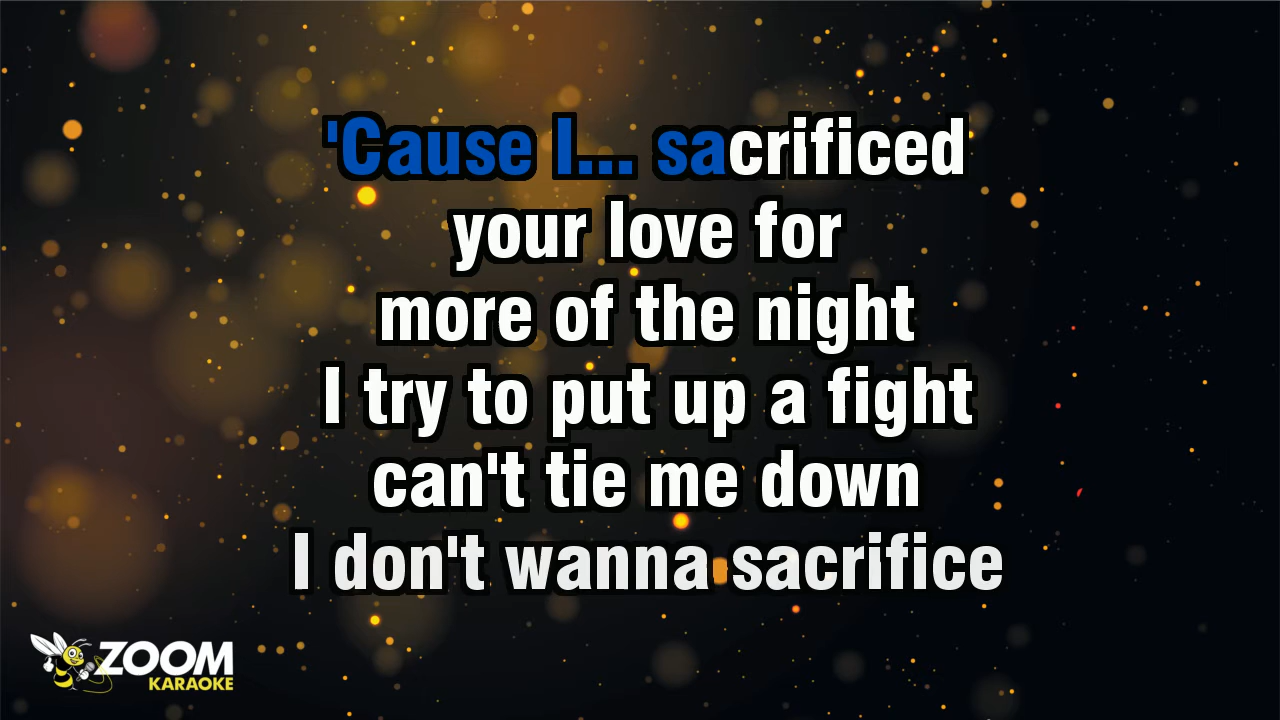 'Cause I... sacrificed
your love for
more of the night
I try to put up a fight
can't tie me down
I don't wanna sacrifice
ZOOM
KARAOKE